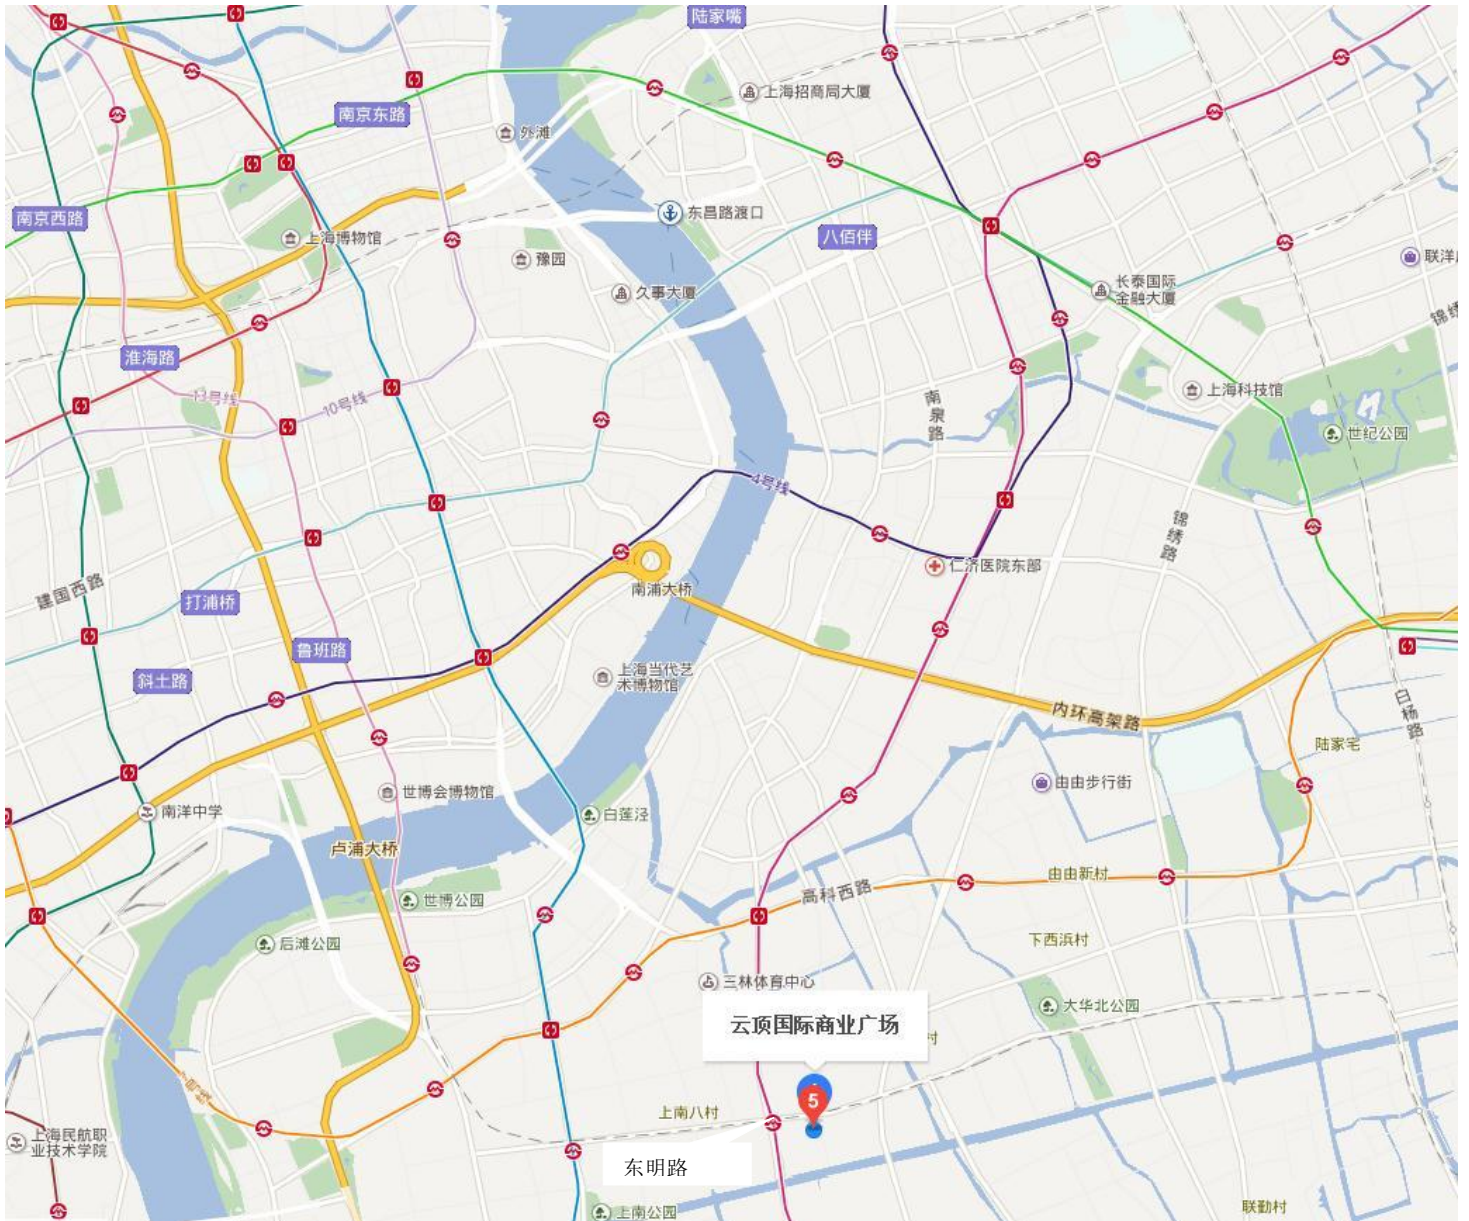 陆家嘴
上海招商局大厦
南京东路
外滩
南京西路
东昌路渡口
上海博物馆
八佰伴
豫园
联洋
长泰国际
金融大厦
久事大厦
锦绣
淮海路
上海科技馆
13号线
10号线
南泉路
世纪公园
4号线
锦绣路
仁济医院东部
建国西路
南浦大桥
打浦桥
鲁班路
斜土路
上海当代艺
术博物馆
内环高架路
白杨路
陆家宅
由由步行街
世博会博物馆
南洋中学
白莲泾
卢浦大桥
由由新村
高科西路
世博公园
后滩公园
下西浜村
三林体育中心
大华北公园
云顶国际商业广场
村
5
上南八村
上海民航职
业技术学院
东明路
上南公园
联勤村